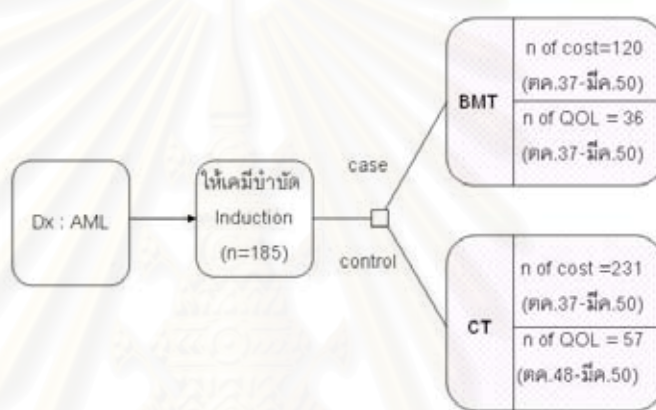 Dx : AML
ให้เคมีบำบัด
Induction
(n=185)
case
control
BMT
n of cost=120
(ตค.37-มีค.50)
n of QOL = 36
(ตค.37-มีค.50)
CT
n of cost =231
(ตค.37-มีค.50)
n of QOL = 57
(ตค.48-มีค.50)